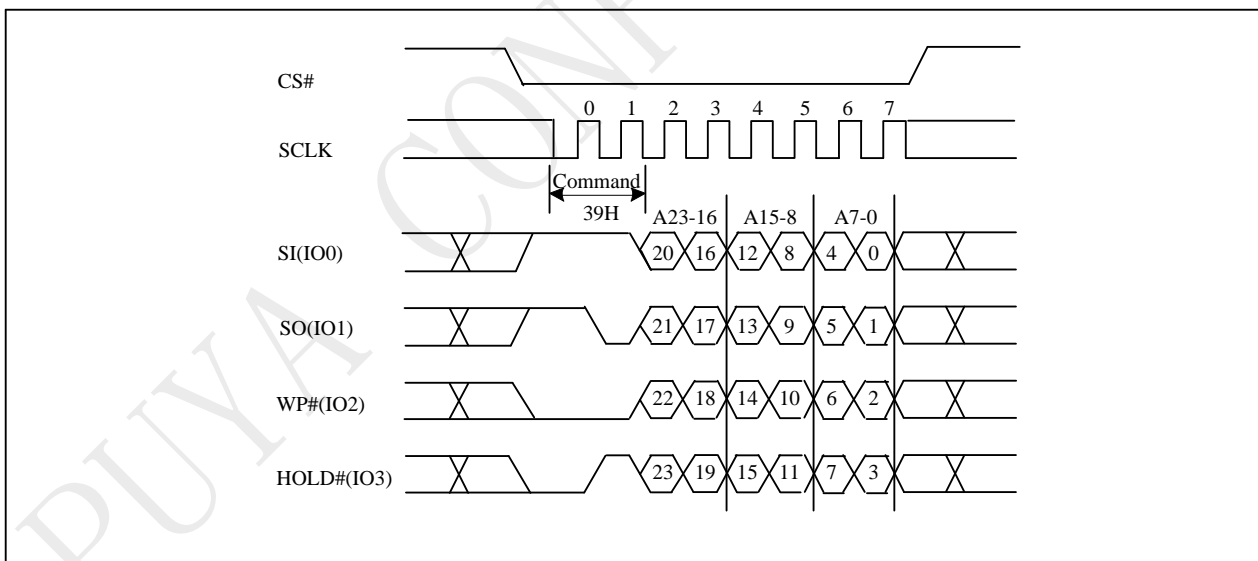 CS#
0 1 2 3 4 5 6 7
SCLK
Command
39H
A23-16 A15-8 A7-0
SI(IO0) 20 16 12 8 4 0
SO(IO1) 21 17 13 9 5 1
WP#(IO2) 22 18 14 10 6 2
HOLD#(IO3) 23 19 15 11 7 3
PUYA CONF